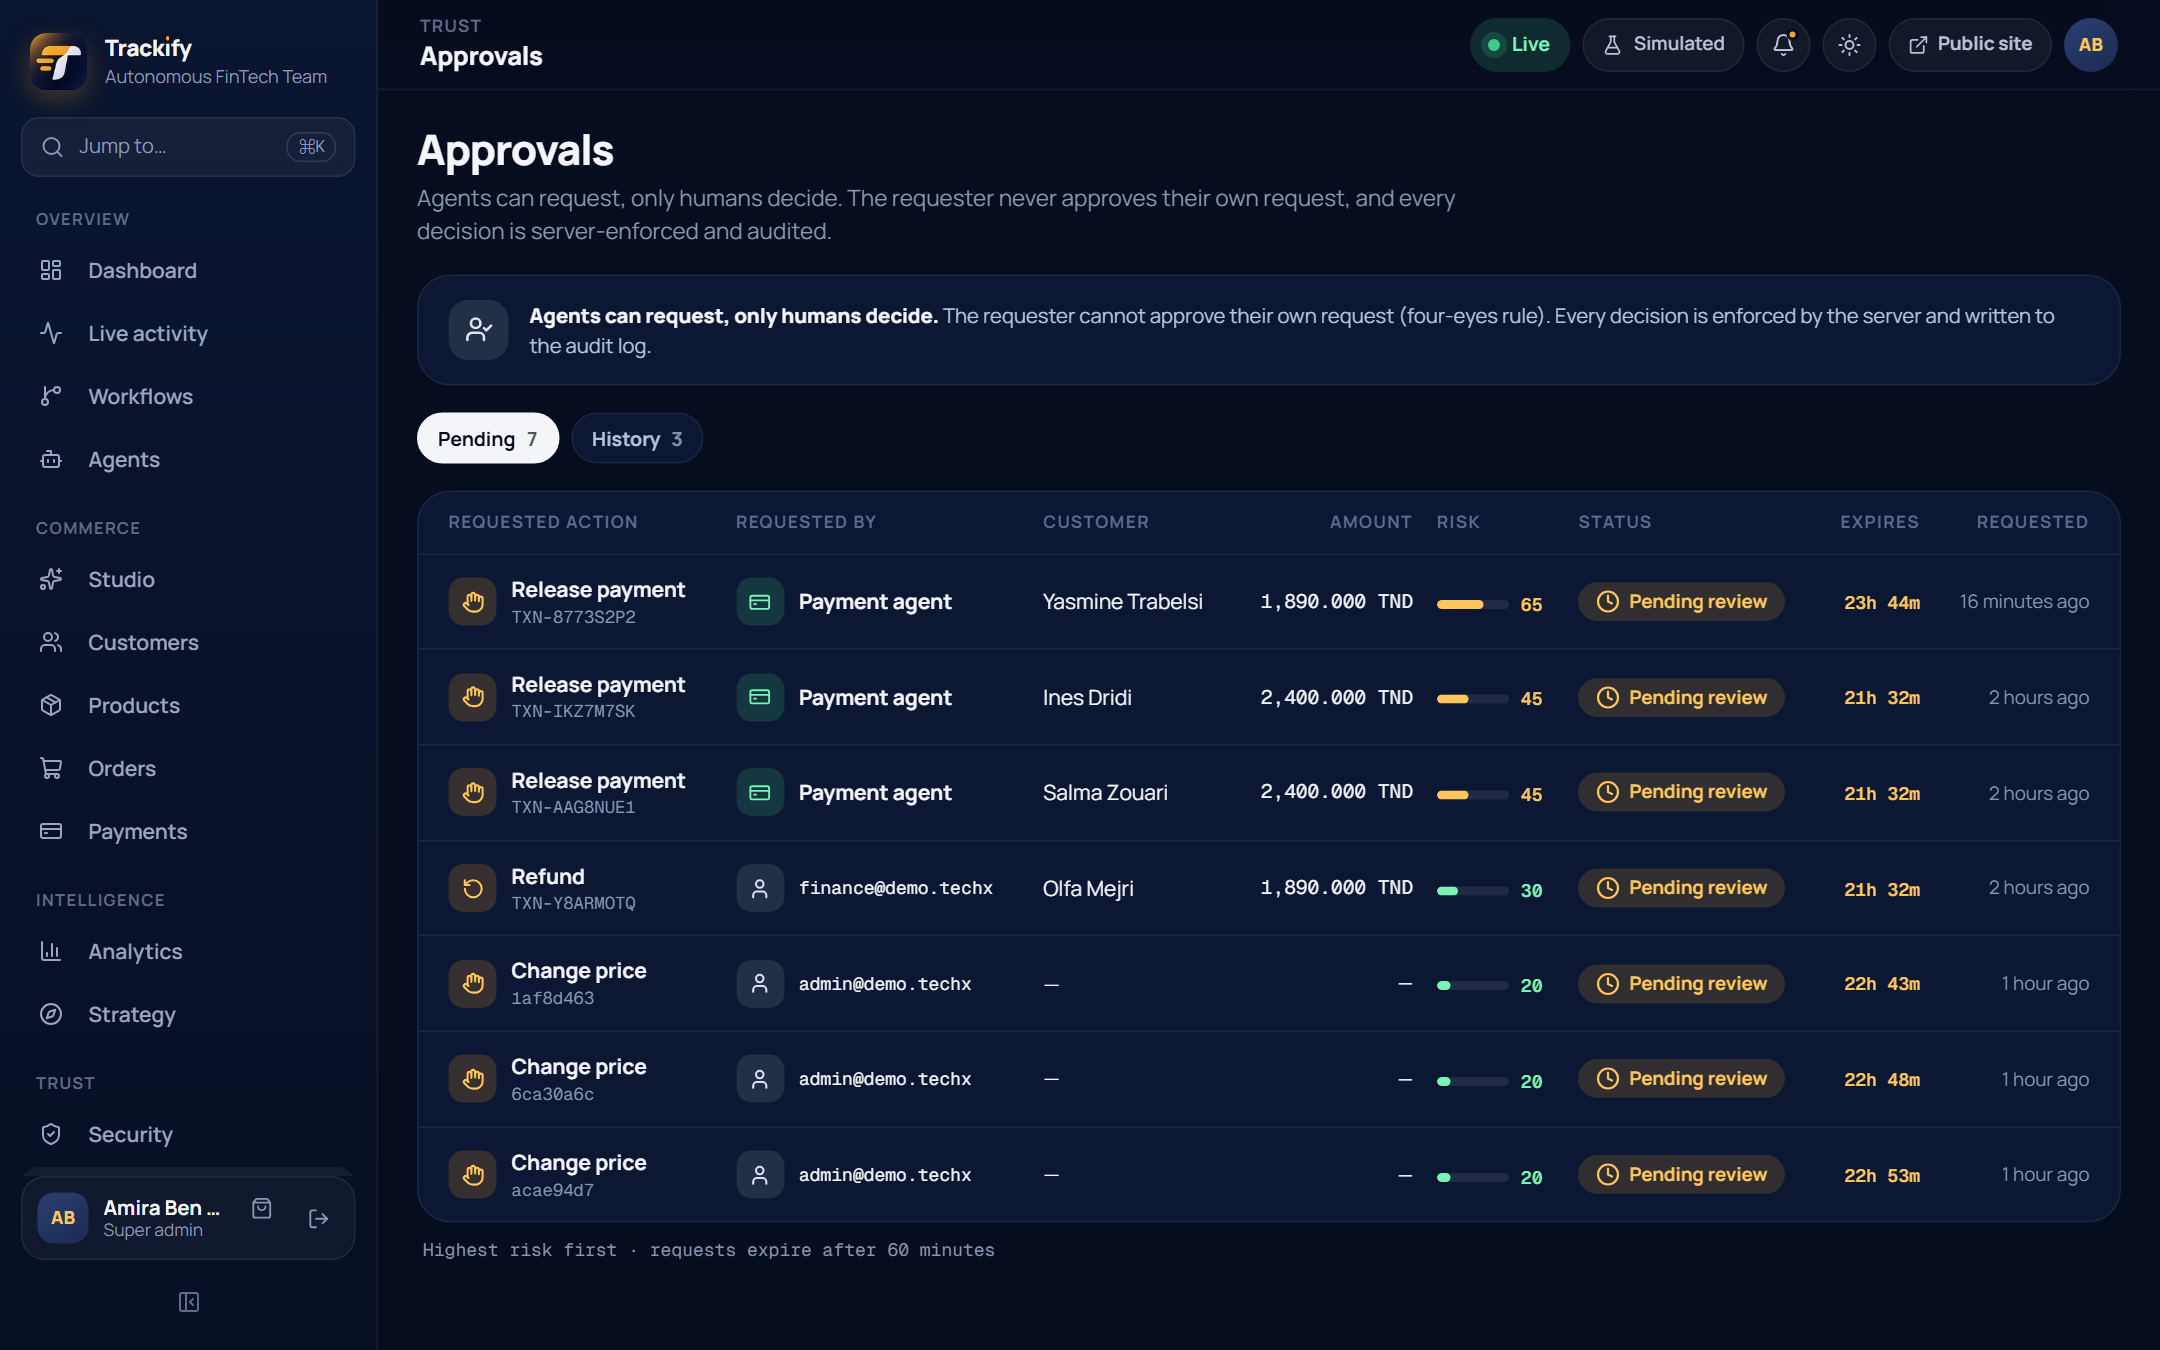 Trackify
Autonomous FinTech Team
Jump to...
⌘K
OVERVIEW
Dashboard
Live activity
Workflows
Agents
COMMERCE
Studio
Customers
Products
Orders
Payments
INTELLIGENCE
Analytics
Strategy
TRUST
Security
AB
Amira Ben ...
Super admin
TRUST
Approvals
Live
Simulated
Public site
AB
Approvals
Agents can request, only humans decide. The requester never approves their own request, and every
decision is server-enforced and audited.
Agents can request, only humans decide. The requester cannot approve their own request (four-eyes rule). Every decision is enforced by the server and written to
the audit log.
Pending 7
History 3
REQUESTED ACTION REQUESTED BY CUSTOMER AMOUNT RISK STATUS EXPIRES REQUESTED
Release payment
TXN-8773S2P2
Payment agent Yasmine Trabelsi 1,890.000 TND 65 Pending review 23h 44m 16 minutes ago
Release payment
TXN-IKZ7M7SK
Payment agent Ines Dridi 2,400.000 TND 45 Pending review 21h 32m 2 hours ago
Release payment
TXN-AAG8NUE1
Payment agent Salma Zouari 2,400.000 TND 45 Pending review 21h 32m 2 hours ago
Refund
TXN-Y8ARMOTQ
finance@demo.techx Olfa Mejri 1,890.000 TND 30 Pending review 21h 32m 2 hours ago
Change price
1af8d463
admin@demo.techx — — 20 Pending review 22h 43m 1 hour ago
Change price
6ca30a6c
admin@demo.techx — — 20 Pending review 22h 48m 1 hour ago
Change price
acae94d7
admin@demo.techx — — 20 Pending review 22h 53m 1 hour ago
Highest risk first · requests expire after 60 minutes